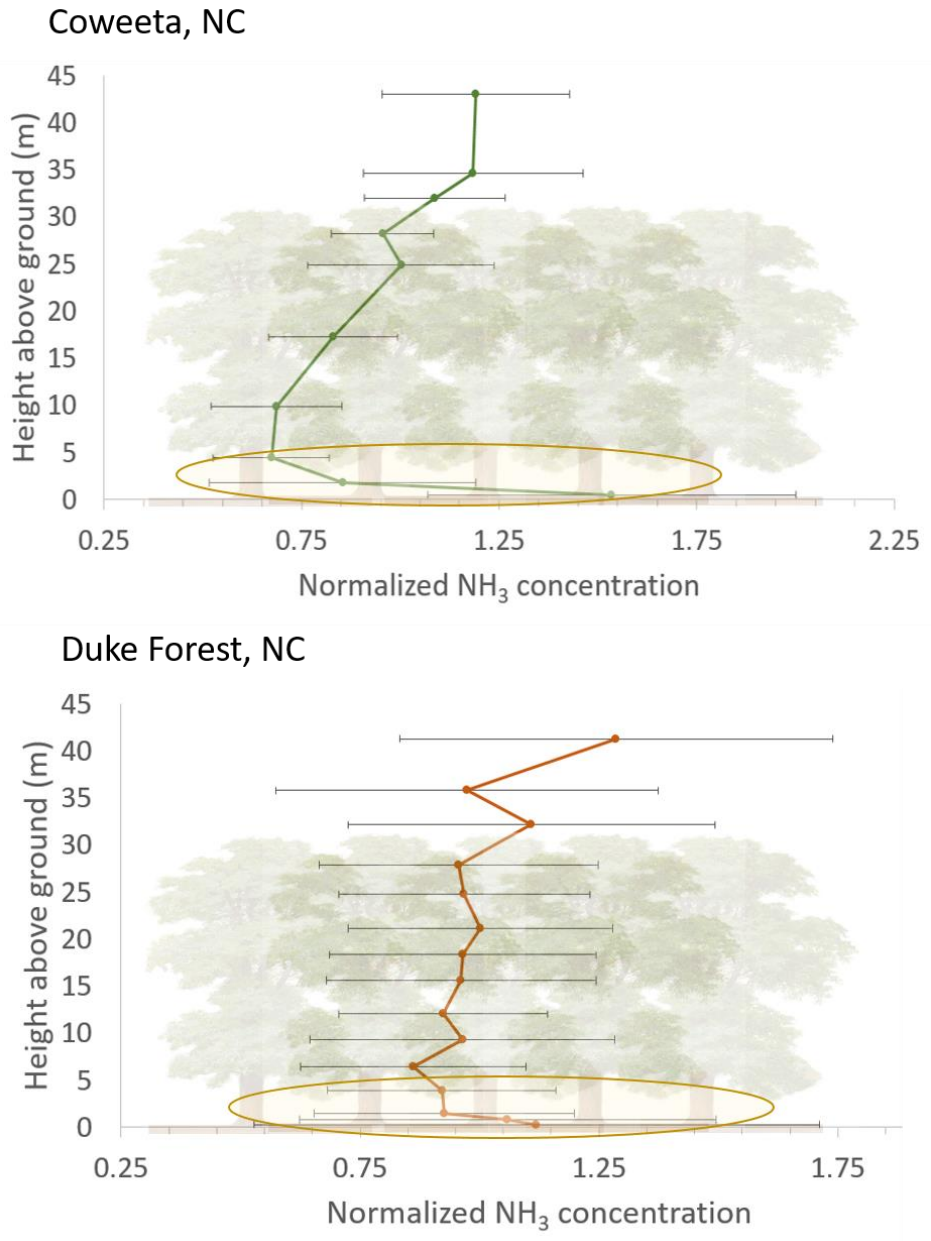 Coweeta, NC
45
40
35
30
25
20
15
10
5
0
Height above ground (m)
0.25 0.75 1.25 1.75 2.25
Normalized NH₃ concentration
Duke Forest, NC
45
40
35
30
25
20
15
10
5
0
Height above ground (m)
0.25 0.75 1.25 1.75
Normalized NH₃ concentration